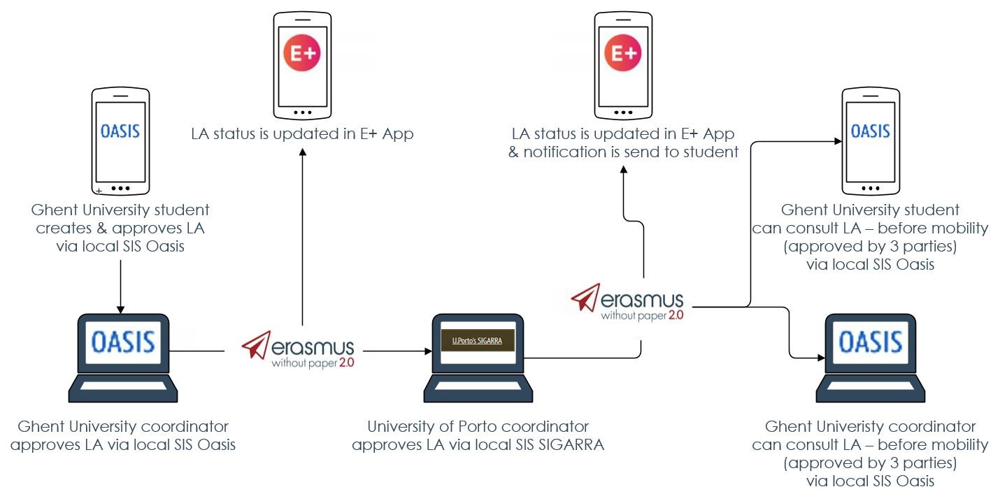 E+
LA status is updated in E+ App
E+
LA status is updated in E+ App
& notification is send to student
OASIS
Ghent University student
creates & approves LA
via local SIS Oasis
OASIS
Ghent University student
can consult LA – before mobility
(approved by 3 parties)
via local SIS Oasis
OASIS
Ghent University coordinator
approves LA via local SIS Oasis
erasmus
without paper 2.0
U.Porto's SIGARRA
University of Porto coordinator
approves LA via local SIS SIGARRA
erasmus
without paper 2.0
OASIS
Ghent Univeristy coordinator
can consult LA – before mobility
(approved by 3 parties)
via local SIS Oasis